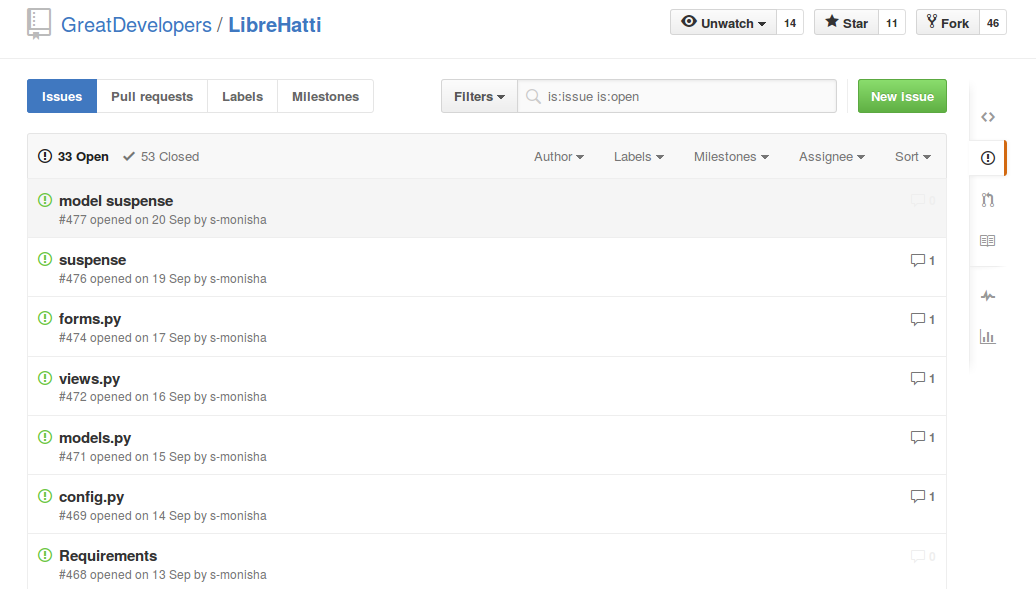 GreatDevelopers / LibreHatti
Unwatch 14 Star 11 Fork 46
Issues Pull requests Labels Milestones Filters is:issue is:open New Issue
33 Open 53 Closed Author Labels Milestones Assignee Sort
model suspense 0
#477 opened on 20 Sep by s-monisha
suspense 1
#476 opened on 19 Sep by s-monisha
forms.py 1
#474 opened on 17 Sep by s-monisha
views.py 1
#472 opened on 16 Sep by s-monisha
models.py 1
#471 opened on 15 Sep by s-monisha
config.py 1
#469 opened on 14 Sep by s-monisha
Requirements 0
#468 opened on 13 Sep by s-monisha